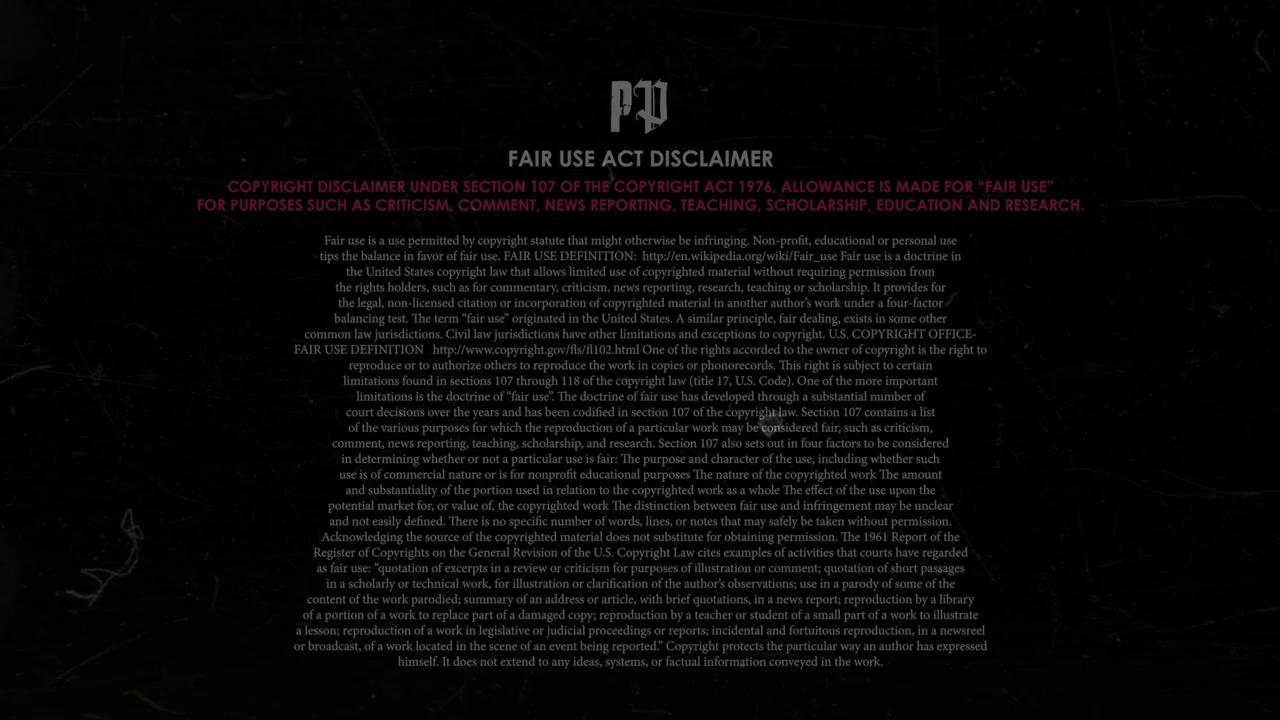 PP
FAIR USE ACT DISCLAIMER
COPYRIGHT DISCLAIMER UNDER SECTION 107 OF THE COPYRIGHT ACT 1976, ALLOWANCE IS MADE FOR “FAIR USE”
FOR PURPOSES SUCH AS CRITICISM, COMMENT, NEWS REPORTING, TEACHING, SCHOLARSHIP, EDUCATION AND RESEARCH.
Fair use is a use permitted by copyright statute that might otherwise be infringing. Non-profit, educational or personal use
tips the balance in favor of fair use. FAIR USE DEFINITION: http://en.wikipedia.org/wiki/Fair_use Fair use is a doctrine in
the United States copyright law that allows limited use of copyrighted material without requiring permission from
the rights holders, such as for commentary, criticism, news reporting, research, teaching or scholarship. It provides for
the legal, non-licensed citation or incorporation of copyrighted material in another author’s work under a four-factor
balancing test. The term “fair use” originated in the United States. A similar principle, fair dealing, exists in some other
common law jurisdictions. Civil law jurisdictions have other limitations and exceptions to copyright. U.S. COPYRIGHT OFFICE-
FAIR USE DEFINITION http://www.copyright.gov/fls/fl102.html One of the rights accorded to the owner of copyright is the right to
reproduce or to authorize others to reproduce the work in copies or phonorecords. This right is subject to certain
limitations found in sections 107 through 118 of the copyright law (title 17, U.S. Code). One of the more important
limitations is the doctrine of “fair use”. The doctrine of fair use has developed through a substantial number of
court decisions over the years and has been codified in section 107 of the copyright law. Section 107 contains a list
of the various purposes for which the reproduction of a particular work may be considered fair, such as criticism,
comment, news reporting, teaching, scholarship, and research. Section 107 also sets out in four factors to be considered
in determining whether or not a particular use is fair: The purpose and character of the use, including whether such
use is of commercial nature or is for nonprofit educational purposes The nature of the copyrighted work The amount
and substantiality of the portion used in relation to the copyrighted work as a whole The effect of the use upon the
potential market for, or value of, the copyrighted work The distinction between fair use and infringement may be unclear
and not easily defined. There is no specific number of words, lines, or notes that may safely be taken without permission.
Acknowledging the source of the copyrighted material does not substitute for obtaining permission. The 1961 Report of the
Register of Copyrights on the General Revision of the U.S. Copyright Law cites examples of activities that courts have regarded
as fair use: “quotation of excerpts in a review or criticism for purposes of illustration or comment; quotation of short passages
in a scholarly or technical work, for illustration or clarification of the author’s observations; use in a parody of some of the
content of the work parodied; summary of an address or article, with brief quotations, in a news report; reproduction by a library
of a portion of a work to replace part of a damaged copy; reproduction by a teacher or student of a small part of a work to illustrate
a lesson; reproduction of a work in legislative or judicial proceedings or reports; incidental and fortuitous reproduction, in a newsreel
or broadcast, of a work located in the scene of an event being reported.” Copyright protects the particular way an author has expressed
himself. It does not extend to any ideas, systems, or factual information conveyed in the work.